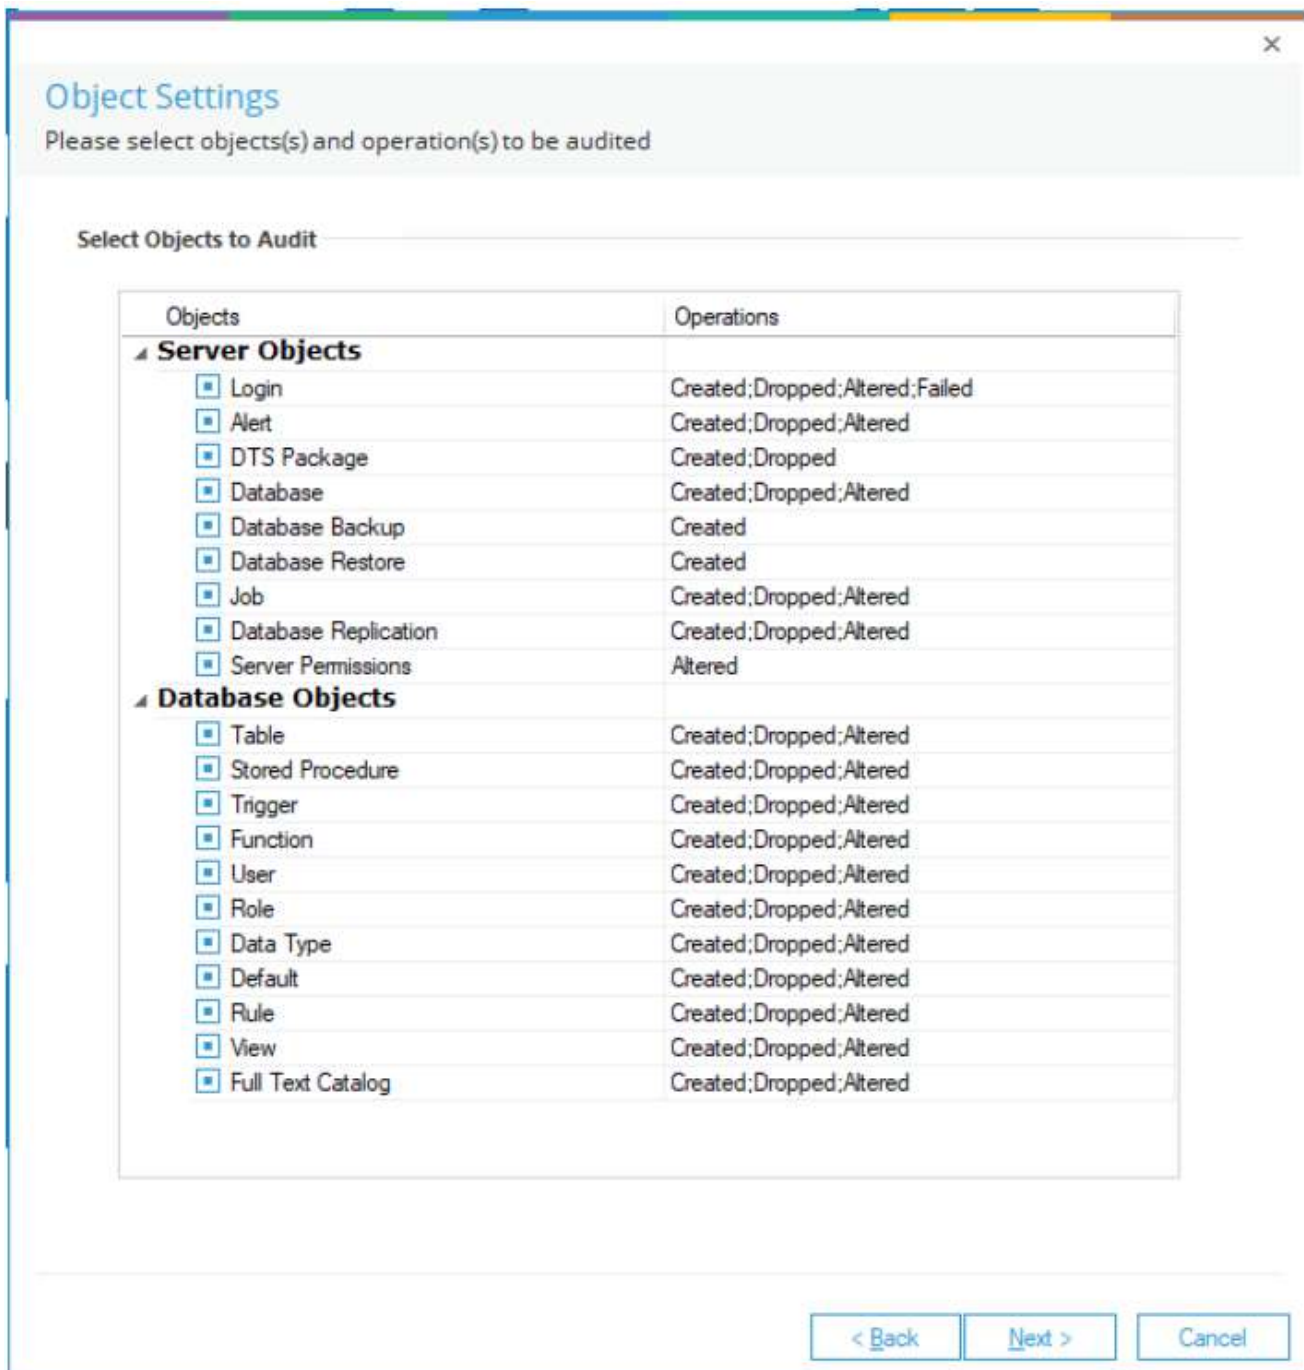 Object Settings
Please select objects(s) and operation(s) to be audited
Select Objects to Audit
Objects Operations
Server Objects
Login Created;Dropped;Altered;Failed
Alert Created;Dropped;Altered
DTS Package Created;Dropped
Database Created;Dropped;Altered
Database Backup Created
Database Restore Created
Job Created;Dropped;Altered
Database Replication Created;Dropped;Altered
Server Permissions Altered
Database Objects
Table Created;Dropped;Altered
Stored Procedure Created;Dropped;Altered
Trigger Created;Dropped;Altered
Function Created;Dropped;Altered
User Created;Dropped;Altered
Role Created;Dropped;Altered
Data Type Created;Dropped;Altered
Default Created;Dropped;Altered
Rule Created;Dropped;Altered
View Created;Dropped;Altered
Full Text Catalog Created;Dropped;Altered
< Back Next > Cancel